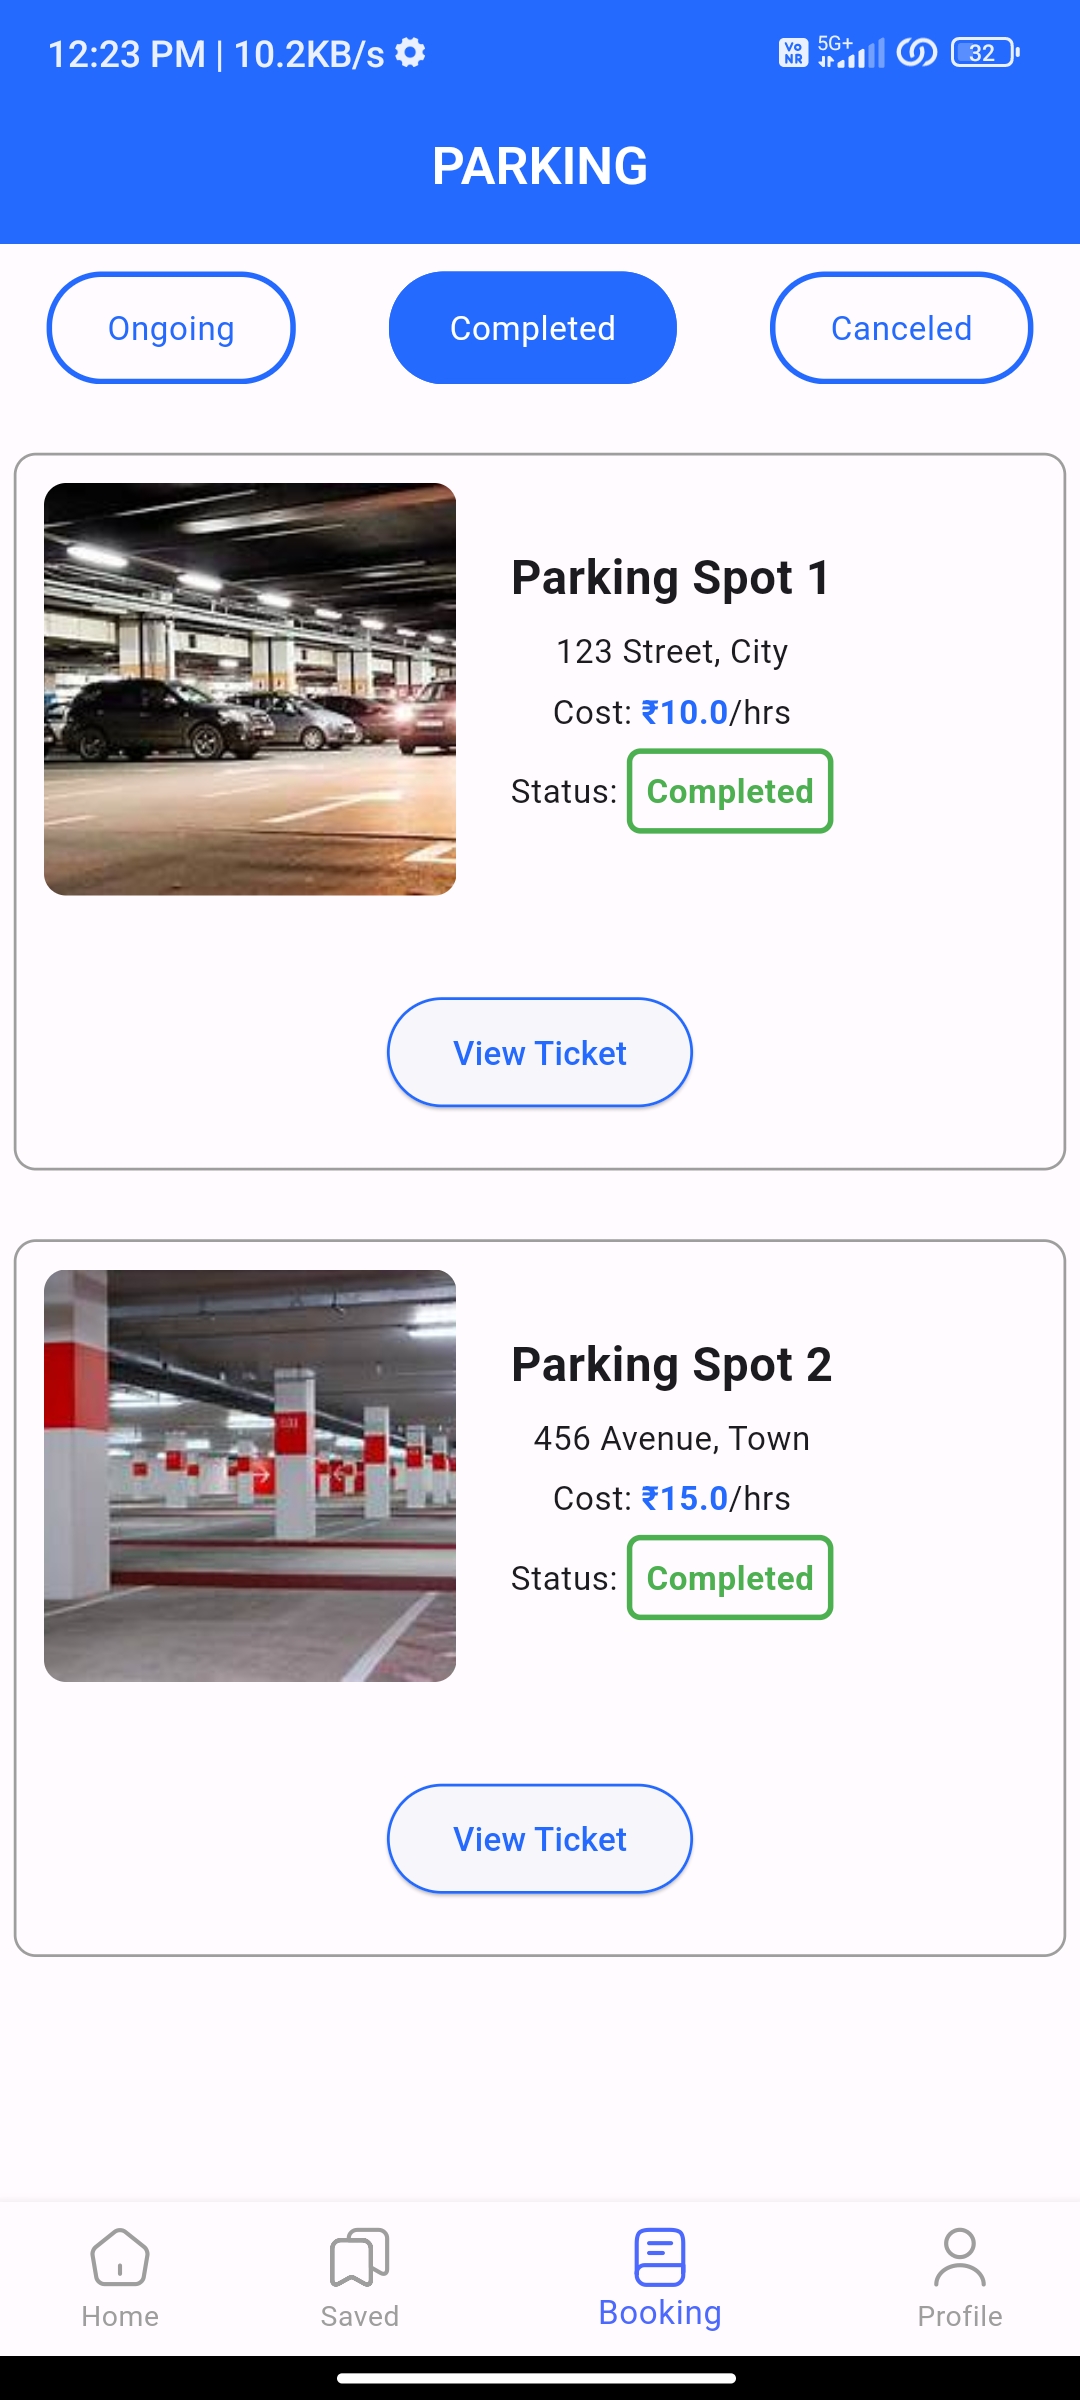 12:23 PM | 10.2KB/s
Vo
NR
5G+
32
PARKING
Ongoing
Completed
Canceled
Parking Spot 1
123 Street, City
Cost: ₹10.0/hrs
Status: Completed
View Ticket
Parking Spot 2
456 Avenue, Town
Cost: ₹15.0/hrs
Status: Completed
View Ticket
Home
Saved
Booking
Profile